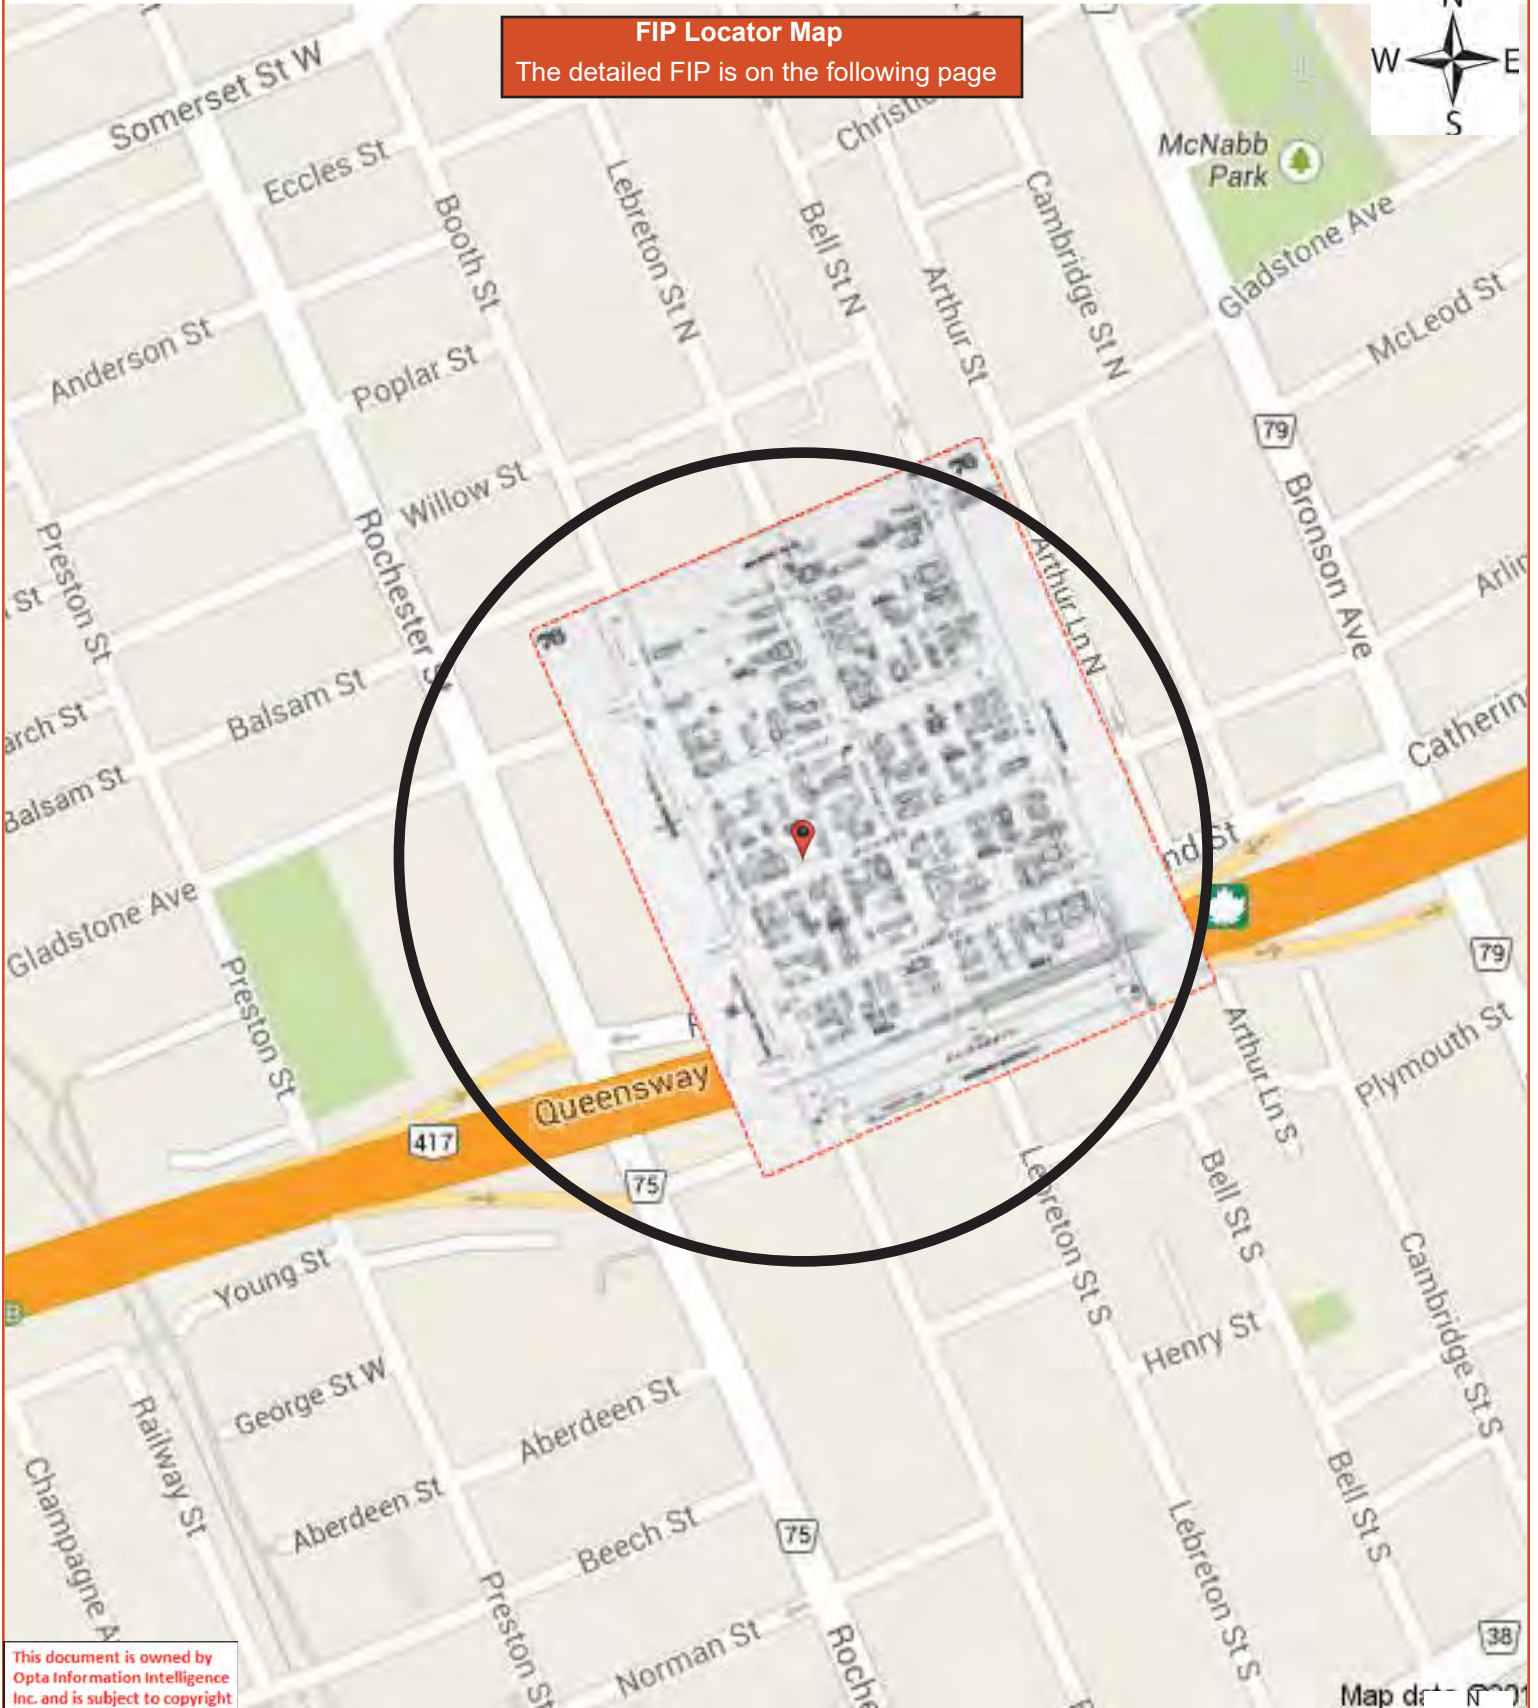 FIP Locator Map
The detailed FIP is on the following page
N
W
E
S
Somerset St W
Eccles St
Booth St
Lebreton St N
Bell St N
Arthur St
Cambridge St N
McNabb
Park
Gladstone Ave
McLeod St
Anderson St
Poplar St
79
Willow St
Preston St
Rochester St
Bronson Ave
Arthur Ln N
St
Balsam St
Balsam St
Gladstone Ave
Preston St
79
Queensway
417
75
Arthur Ln S
Plymouth St
Lebreton St S
Bell St S
Cambridge St S
Young St
Henry St
George St W
Aberdeen St
Railway St
Aberdeen St
Beech St
75
Bell St S
Lebreton St S
Preston St
Norman St
38
This document is owned by
Opta Information Intelligence
Inc. and is subject to copyright
Map data
N